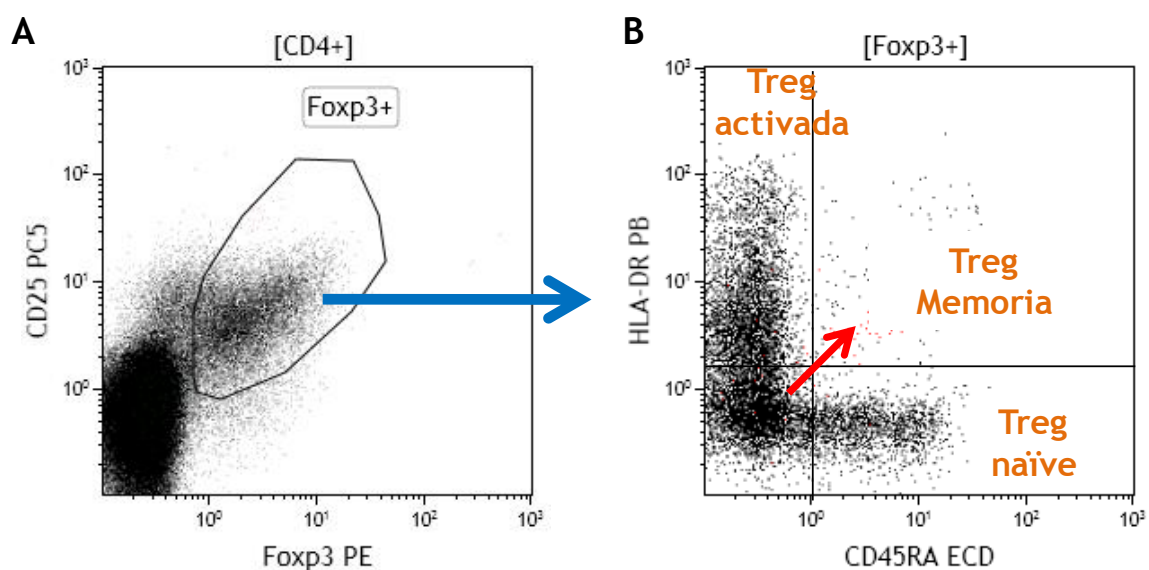 A
[CD4+]
10³
10²
10¹
10⁰
10⁰
10¹
10²
10³
CD25 PC5
Foxp3+
Foxp3 PE
B
[Foxp3+]
10³
10²
10¹
10⁰
10⁰
10¹
10²
10³
HLA-DR PB
Treg
activada
Treg
Memoria
Treg
naïve
CD45RA ECD